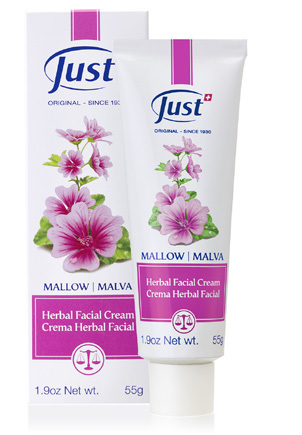 Just
ORIGINAL - SINCE 1930
MALLOW | MALVA
Herbal Facial Cream
Crema Herbal Facial
1.9oz Net wt. 55g
Just
ORIGINAL - SINCE 1930
MALLOW | MALVA
Herbal Facial Cream
Crema Herbal Facial
1.9oz Net wt. 55g